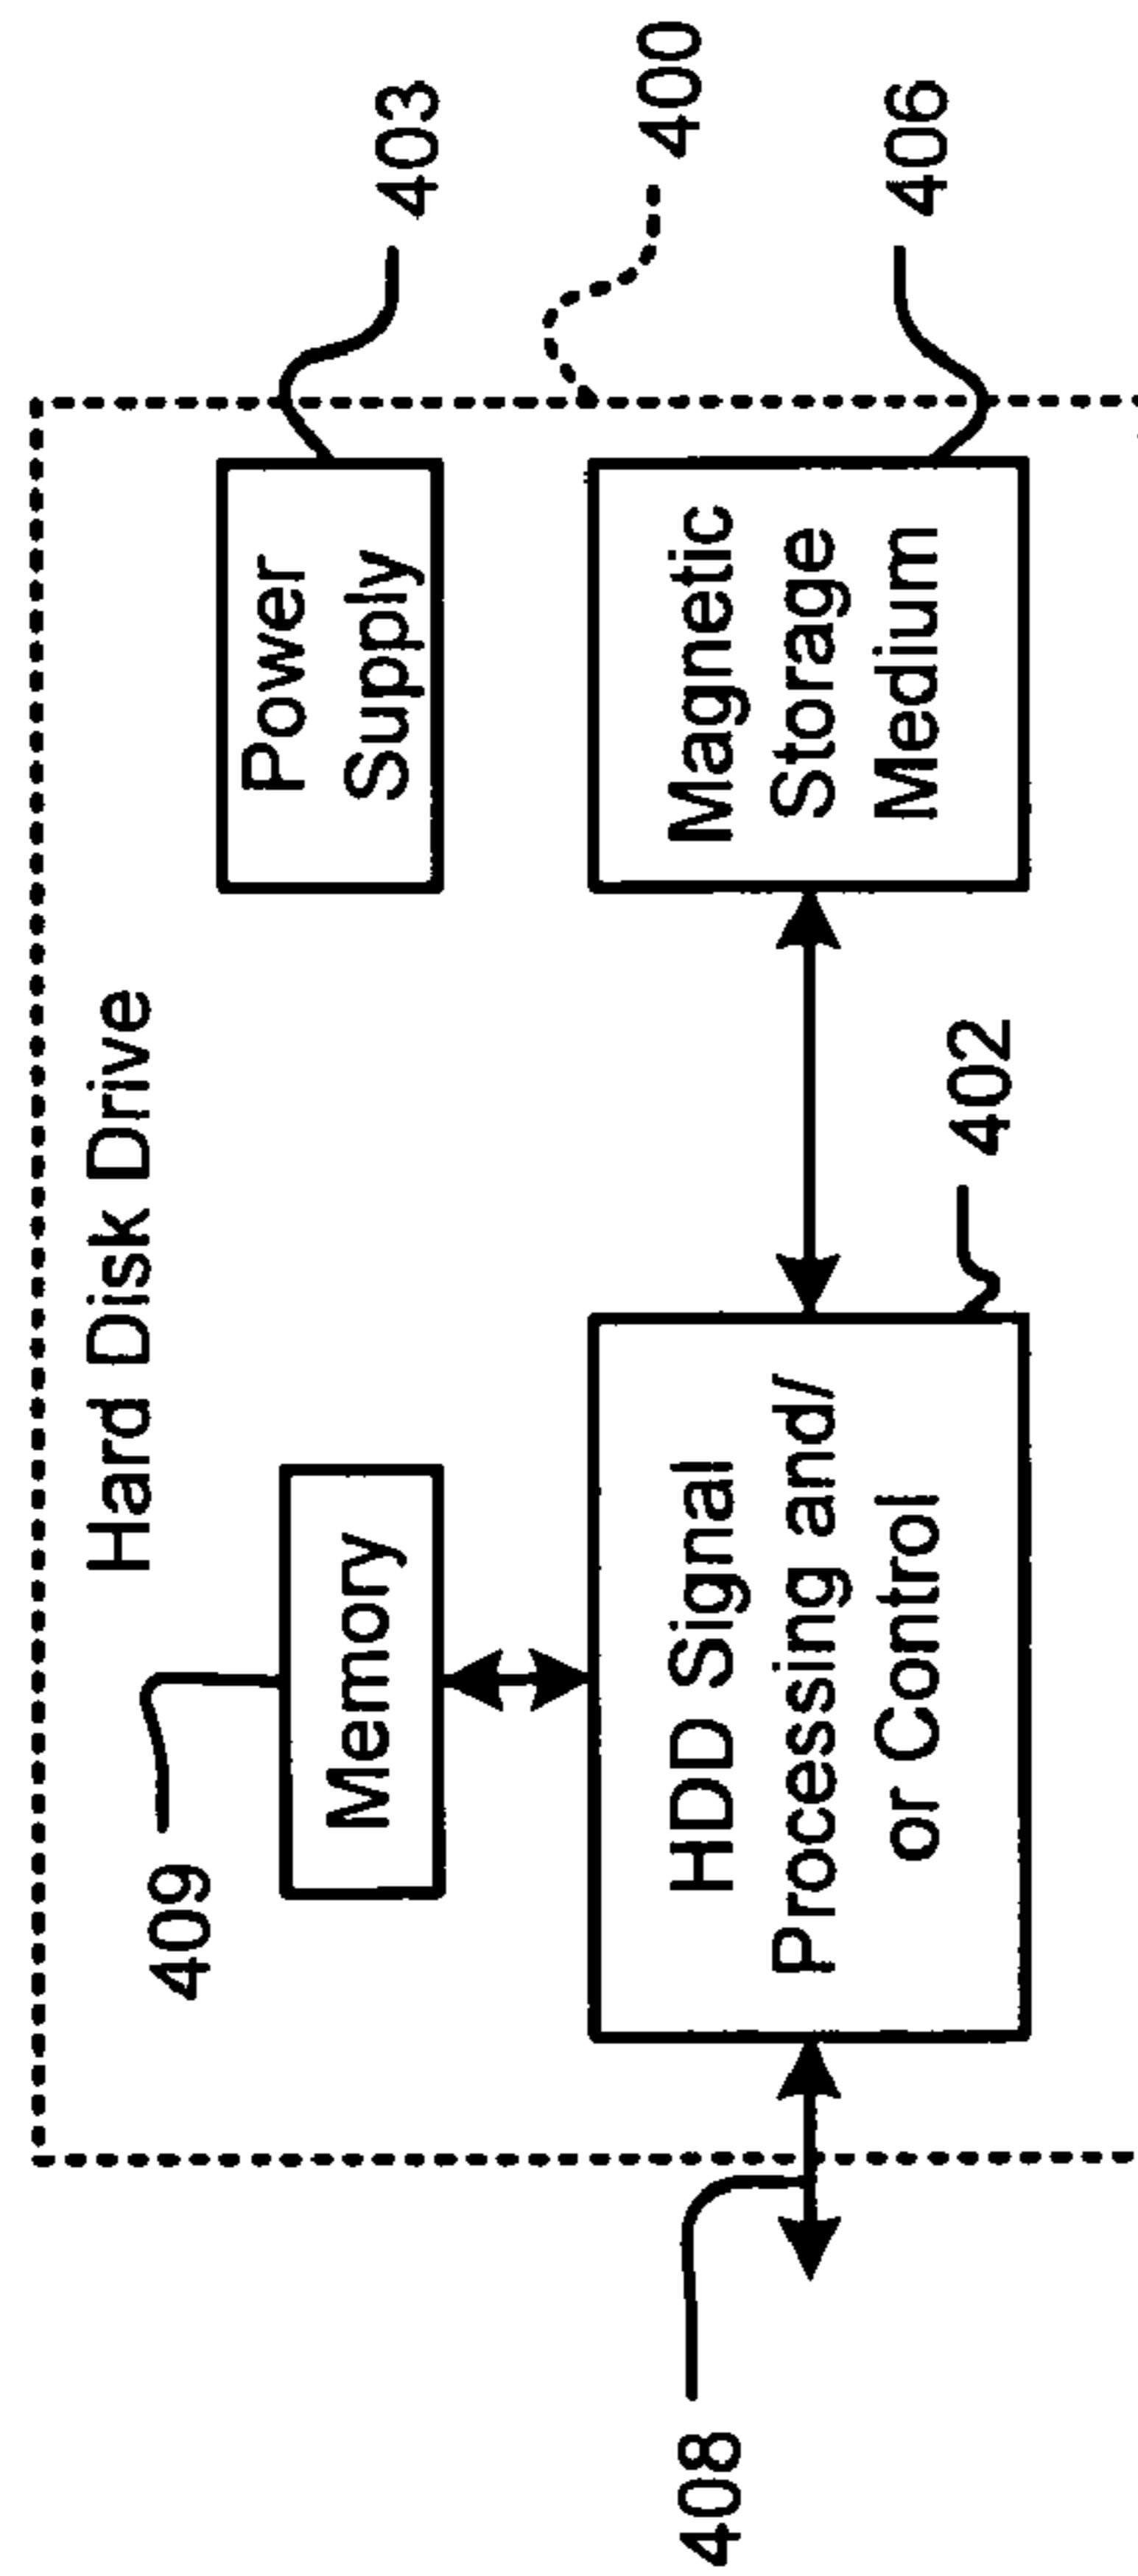 Hard Disk Drive
409
Memory
Power
Supply
403
400
408
HDD Signal
Processing and/
or Control
402
Magnetic
Storage
Medium
406